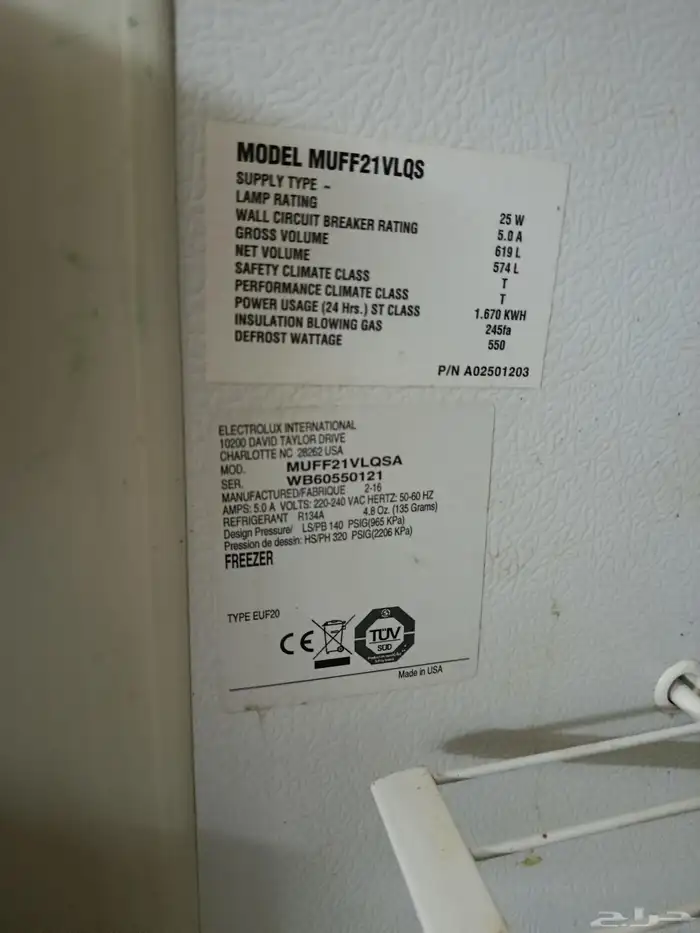 MODEL MUFF21VLQS
SUPPLY TYPE -
LAMP RATING 25 W
WALL CIRCUIT BREAKER RATING 5.0 A
GROSS VOLUME 619 L
NET VOLUME 574 L
SAFETY CLIMATE CLASS T
PERFORMANCE CLIMATE CLASS T
POWER USAGE (24 Hrs.) ST CLASS 1.670 KWH
INSULATION BLOWING GAS 245fa
DEFROST WATTAGE 550
P/N A02501203
ELECTROLUX INTERNATIONAL
10200 DAVID TAYLOR DRIVE
CHARLOTTE NC 28262 USA
MOD. MUFF21VLQSA
SER. WB60550121
MANUFACTURED/FABRIQUE 2-16
AMPS: 5.0 A VOLTS: 220-240 VAC HERTZ: 50-60 HZ
REFRIGERANT R134A 4.8 Oz. (135 Grams)
Design Pressure/ LS/PB 140 PSIG(965 KPa)
Pression de dessin: HS/PH 320 PSIG(2206 KPa)
FREEZER
TYPE EUF20
CE
TÜV
SÜD
Made in USA
حراج